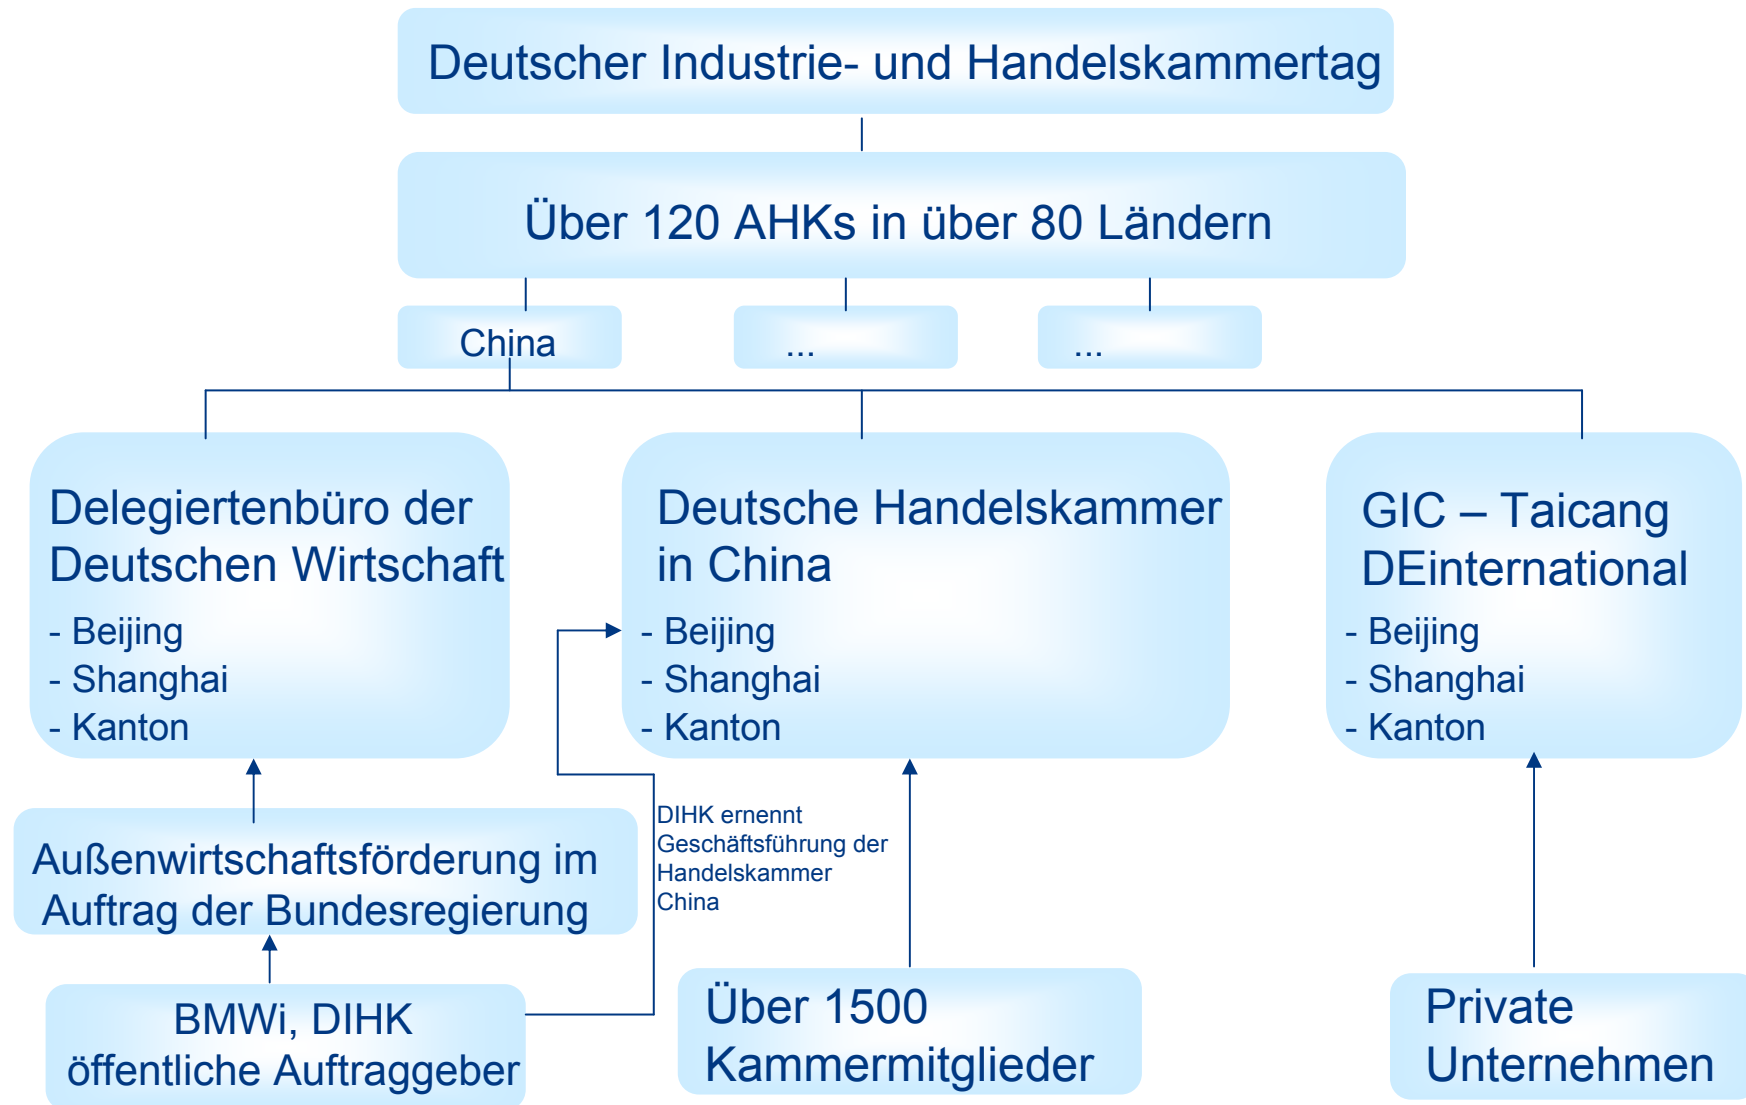 Deutscher Industrie- und Handelskammertag
Über 120 AHKs in über 80 Ländern
China
...
...
Delegiertenbüro der
Deutschen Wirtschaft
- Beijing
- Shanghai
- Kanton
Deutsche Handelskammer
in China
- Beijing
- Shanghai
- Kanton
GIC – Taicang
DEinternational
- Beijing
- Shanghai
- Kanton
Außenwirtschaftsförderung im
Auftrag der Bundesregierung
DIHK ernennt
Geschäftsführung der
Handelskammer
China
BMWi, DIHK
öffentliche Auftraggeber
Über 1500
Kammermitglieder
Private
Unternehmen